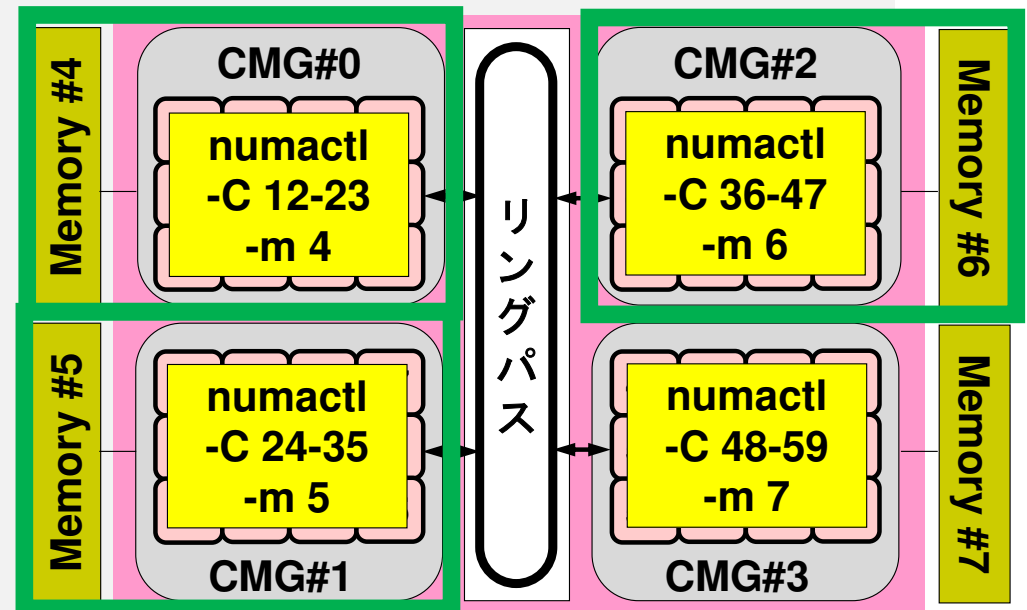 Memory #4
CMG#0
numactl
-C 12-23
-m 4
リングパス
CMG#2
numactl
-C 36-47
-m 6
Memory #6
Memory #5
numactl
-C 24-35
-m 5
CMG#1
numactl
-C 48-59
-m 7
CMG#3
Memory #7